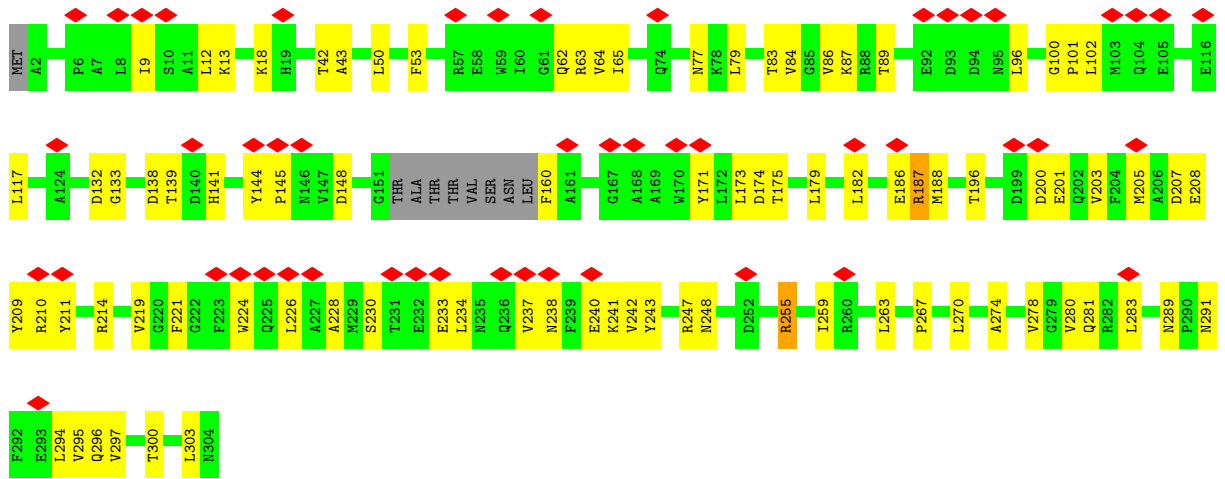 MET A2 P6 A7 L8 I9 S10 A11 L12 K13 K18 H19 T42 A43 L50 F53 R57 E58 W59 I60 G61 Q62 R63 V64 I65 Q74 N77 K78 L79 T83 V84 G85 V86 K87 R88 T89 E92 D93 D94 N95 L96 G100 P101 L102 M103 Q104 E105 E116
L117 A124 D132 G133 D138 T139 D140 H141 Y144 P145 N146 V147 D148 G151 THR ALA THR THR VAL SER ASN LEU F160 A161 G167 A168 A169 W170 Y171 L172 L173 D174 T175 L179 L182 E186 R187 M188 T196 D199 D200 E201 Q202 V203 F204 M205 A206 D207 E208
Y209 R210 Y211 R214 V219 G220 F221 G222 F223 W224 Q225 L226 A227 A228 M229 S230 T231 E232 E233 L234 N235 Q236 V237 N238 F239 E240 K241 V242 Y243 R247 N248 D252 R255 I259 R260 L263 P267 L270 A274 V278 G279 V280 Q281 R282 L283 N289 P290 N291
F292 E293 L294 V295 Q296 V297 T300 L303 N304